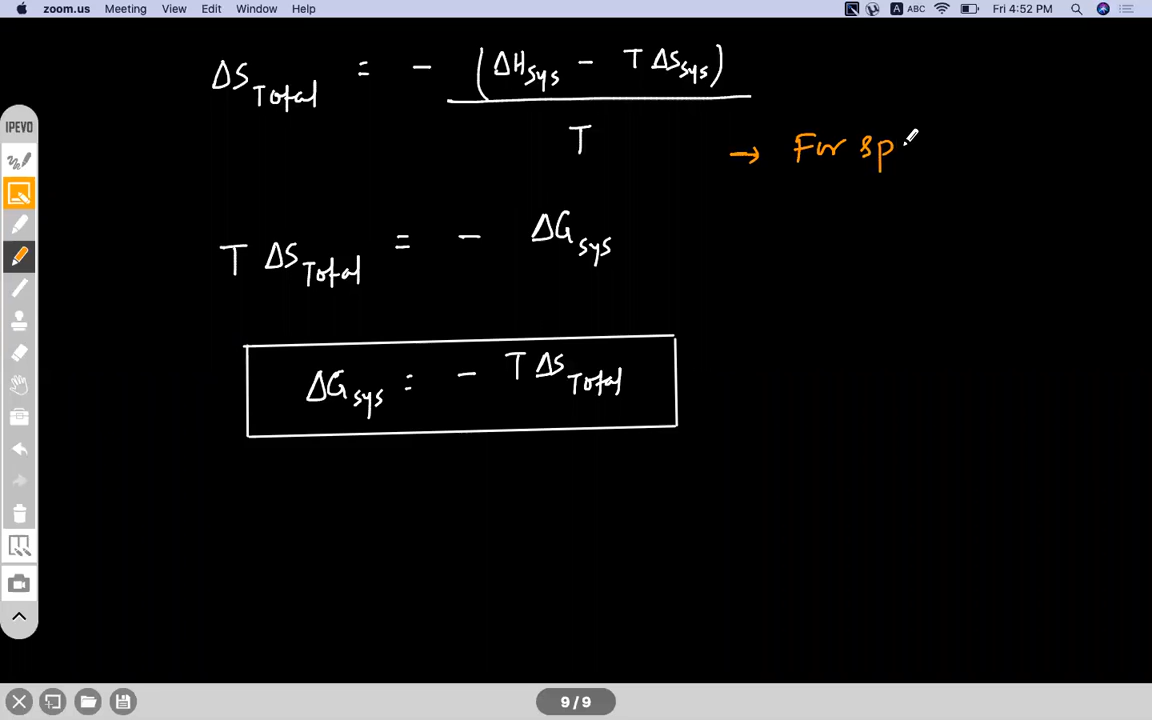 zoom.us Meeting View Edit Window Help A ABC Fri 4:52 PM
ΔS_Total = - (ΔH_sys - TΔS_sys) / T
IPEVO
→ For sp
T ΔS_Total = - ΔG_sys
ΔG_sys = - T ΔS_Total
9 / 9